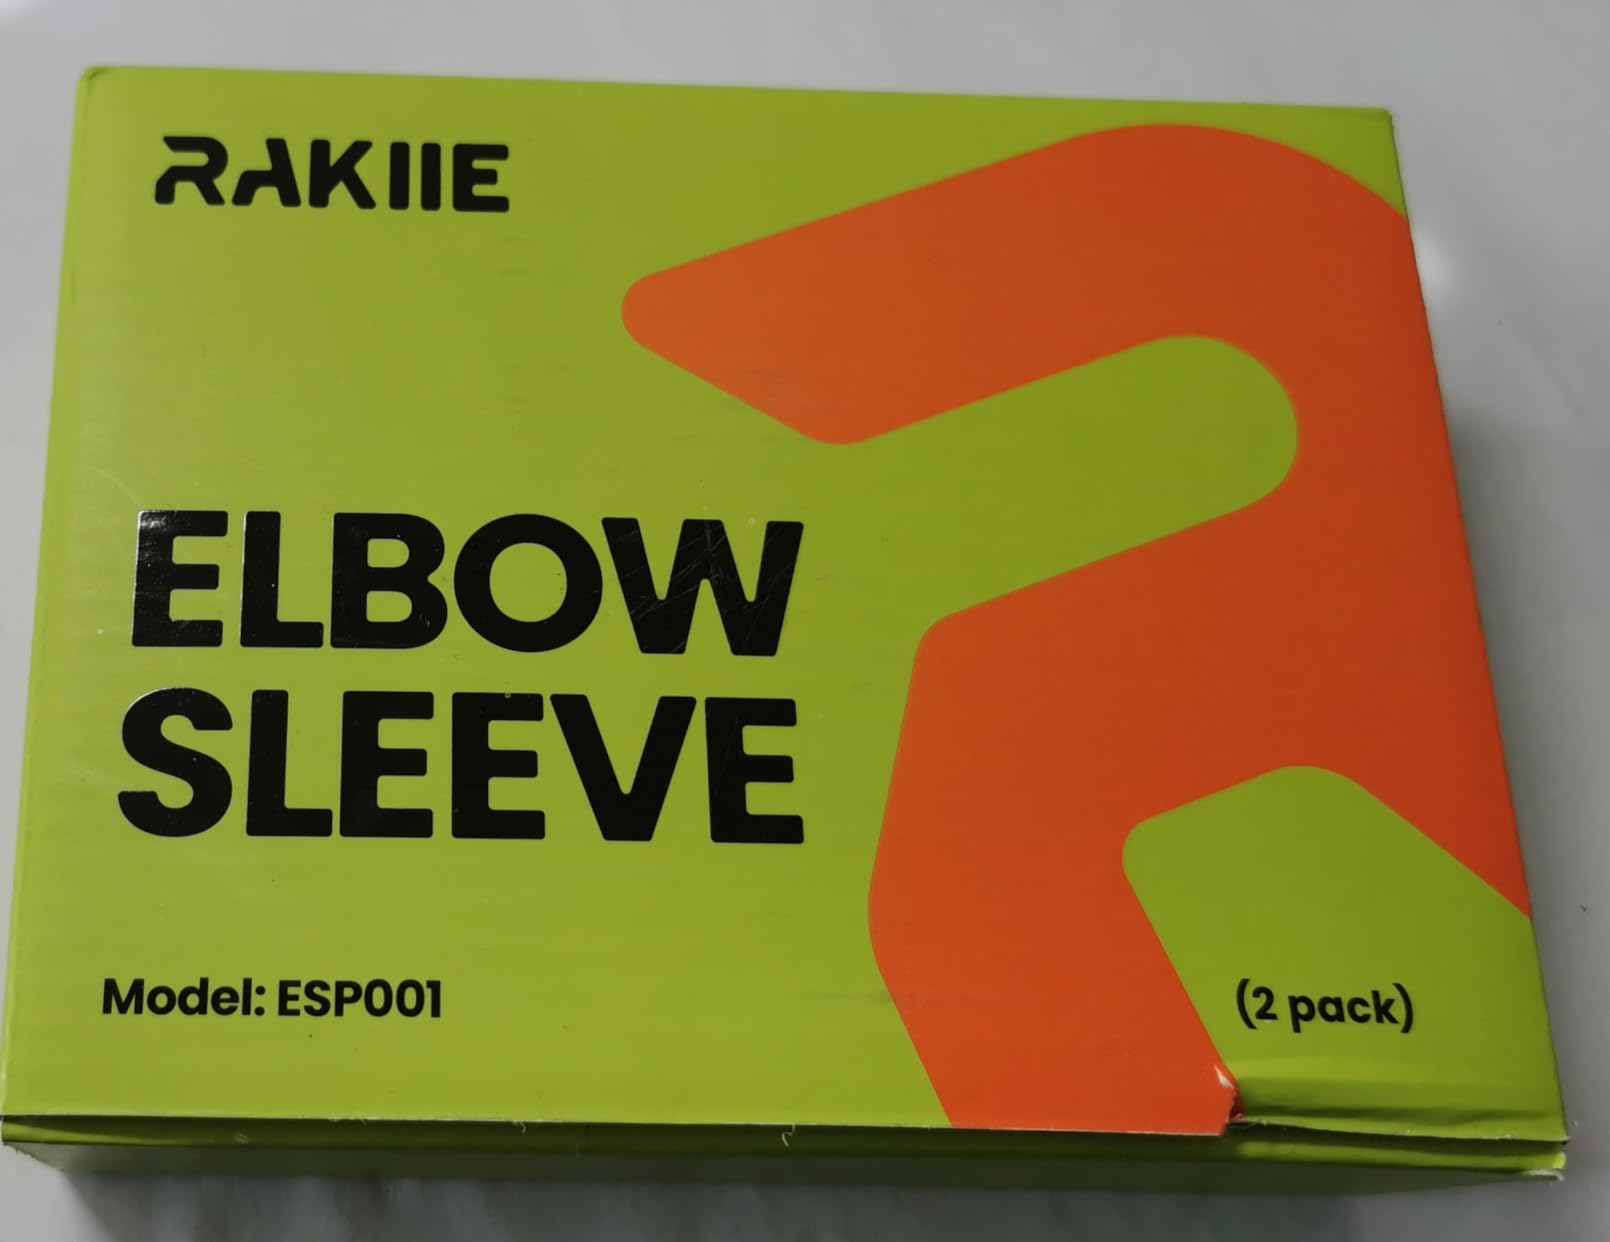 RAKIIE
ELBOW
SLEEVE
Model: ESP001
(2 pack)